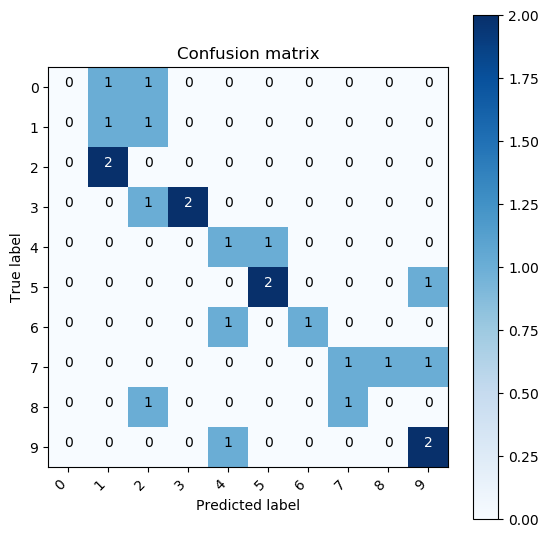 Confusion matrix
0 0 1 1 0 0 0 0 0 0 0
1 0 1 1 0 0 0 0 0 0 0
2 0 2 0 0 0 0 0 0 0 0
3 0 0 1 2 0 0 0 0 0 0
4 0 0 0 0 1 1 0 0 0 0
5 0 0 0 0 0 2 0 0 0 1
6 0 0 0 0 1 0 1 0 0 0
7 0 0 0 0 0 0 0 1 1 1
8 0 0 1 0 0 0 0 1 0 0
9 0 0 0 0 1 0 0 0 0 2
0 1 2 3 4 5 6 7 8 9
True label
Predicted label
2.00
1.75
1.50
1.25
1.00
0.75
0.50
0.25
0.00